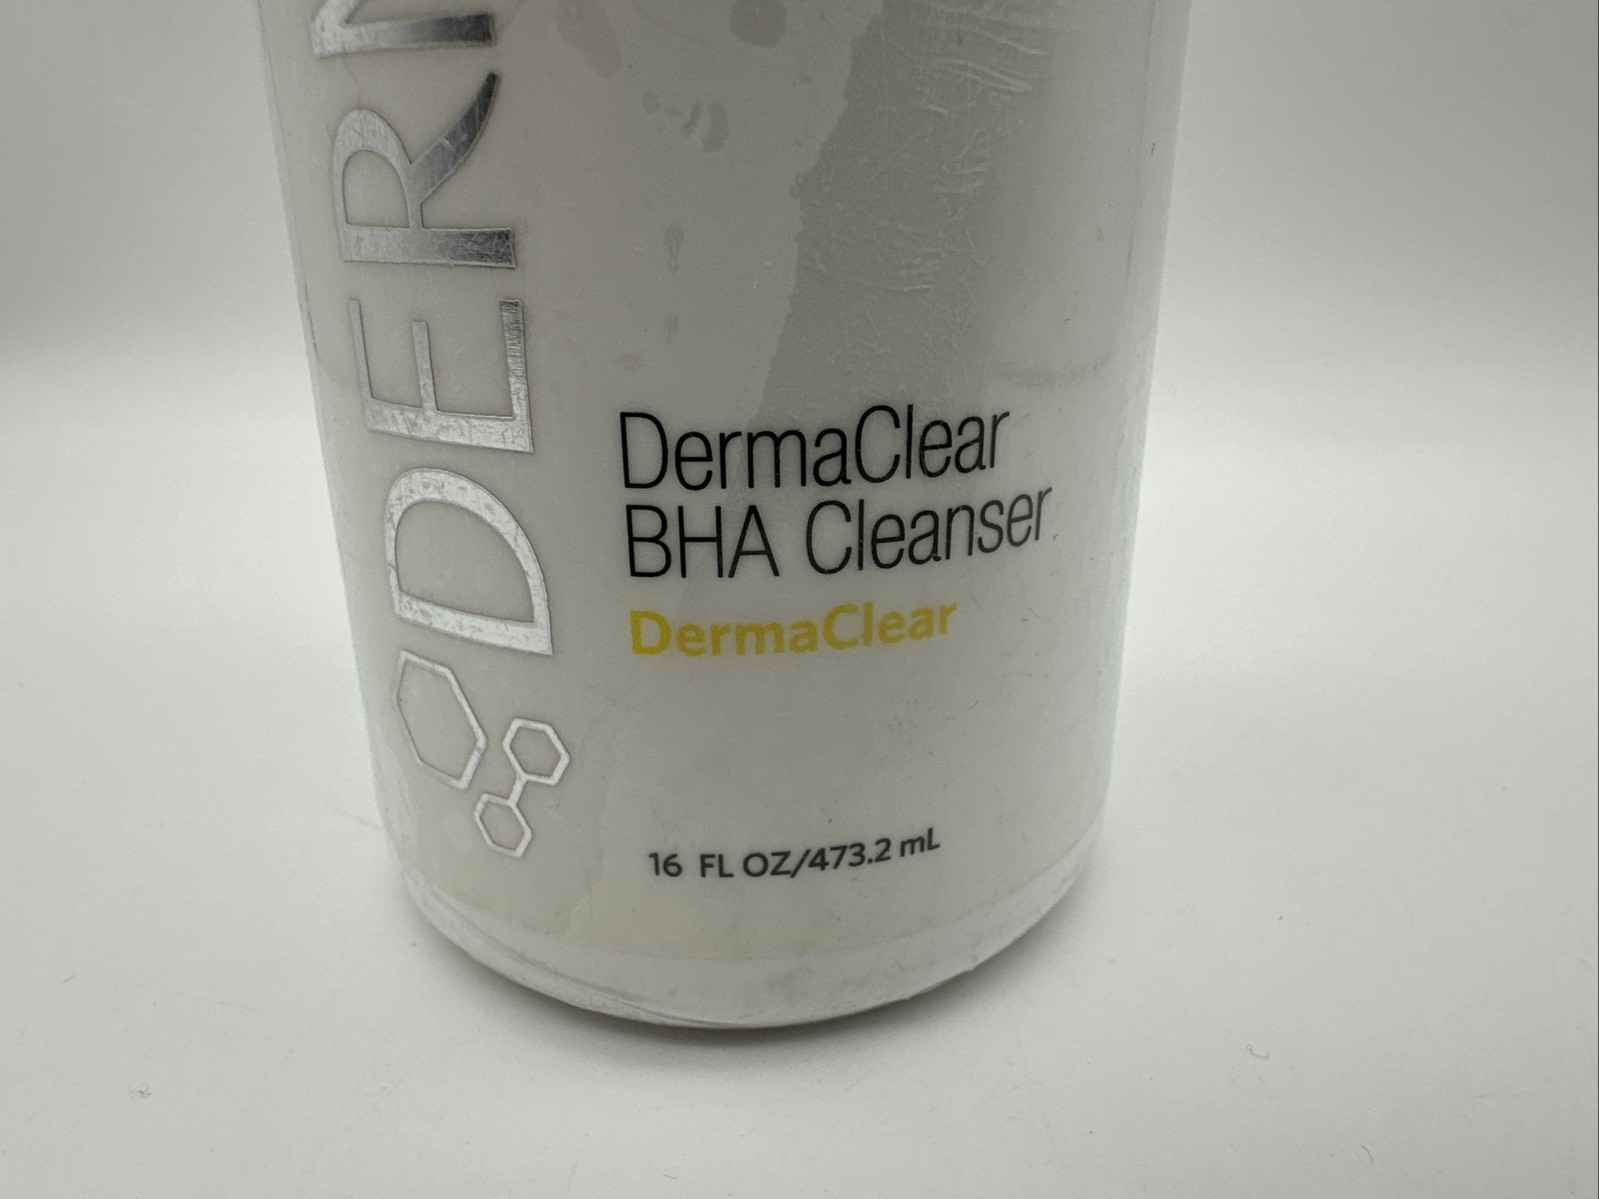 DERM
DermaClear
BHA Cleanser
DermaClear
16 FL OZ/473.2 mL